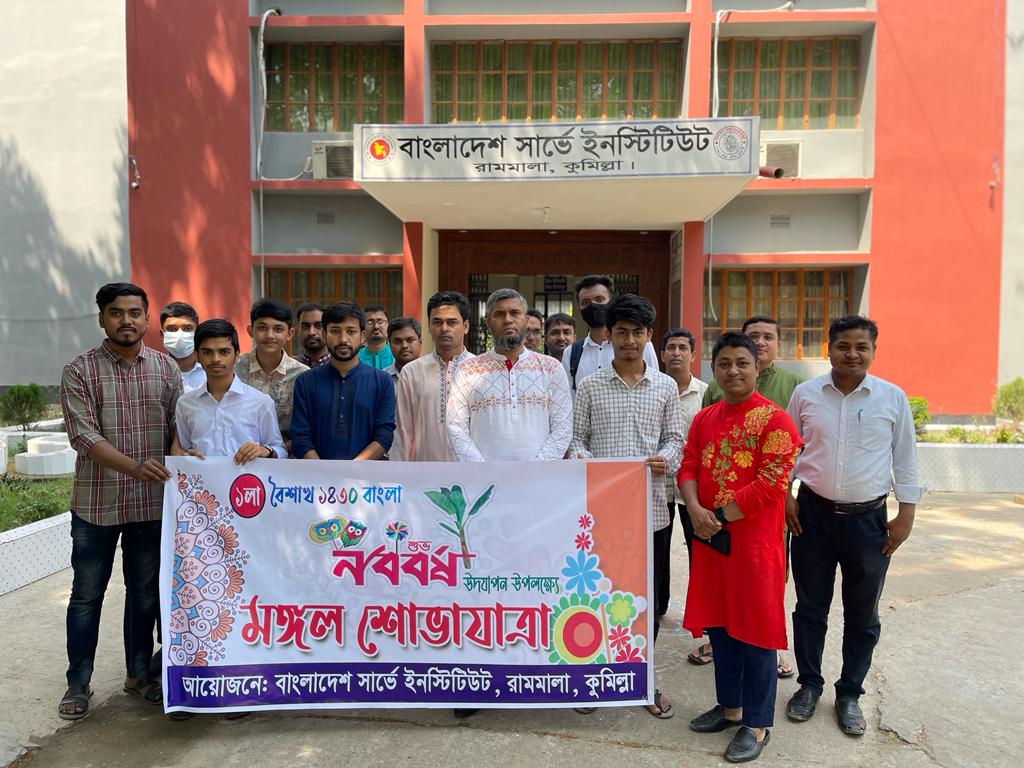 বাংলাদেশ সার্ভে ইনস্টিটিউট
রামমালা, কুমিল্লা।
১লা বৈশাখ ১৪৩০ বাংলা
শুভ
নববর্ষ উদযাপন উপলক্ষ্যে
মঙ্গল শোভাযাত্রা
আয়োজনে: বাংলাদেশ সার্ভে ইনস্টিটিউট, রামমালা, কুমিল্লা